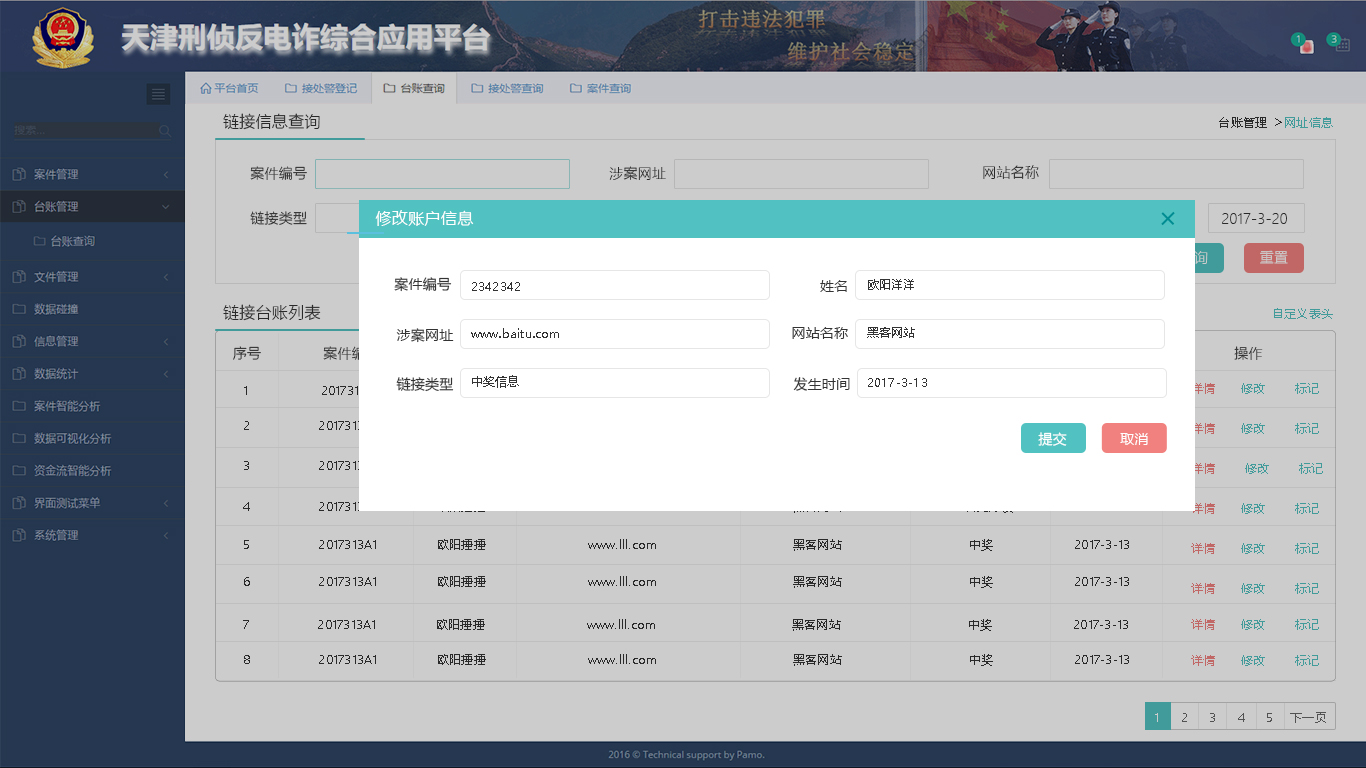 天津刑侦反电诈综合应用平台
打击违法犯罪
维护社会稳定
1
3
平台首页
接处警登记
台账查询
接处警查询
案件查询
搜索...
案件管理
台账管理
台账查询
文件管理
数据碰撞
信息管理
数据统计
案件智能分析
数据可视化分析
资金流智能分析
界面测试菜单
系统管理
链接信息查询
台账管理 >网址信息
案件编号
涉案网址
网站名称
链接类型
2017-3-20
询
重置
修改账户信息
案件编号 2342342
姓名 欧阳洋洋
涉案网址 www.baitu.com
网站名称 黑客网站
链接类型 中奖信息
发生时间 2017-3-13
提交
取消
链接台账列表
自定义表头
序号 案件编 操作
1 201731 详情 修改 标记
2 201731 详情 修改 标记
3 201731 详情 修改 标记
4 201731 详情 修改 标记
5 2017313A1 欧阳捶捶 www.lll.com 黑客网站 中奖 2017-3-13 详情 修改 标记
6 2017313A1 欧阳捶捶 www.lll.com 黑客网站 中奖 2017-3-13 详情 修改 标记
7 2017313A1 欧阳捶捶 www.lll.com 黑客网站 中奖 2017-3-13 详情 修改 标记
8 2017313A1 欧阳捶捶 www.lll.com 黑客网站 中奖 2017-3-13 详情 修改 标记
1 2 3 4 5 下一页
2016 © Technical support by Pamo.